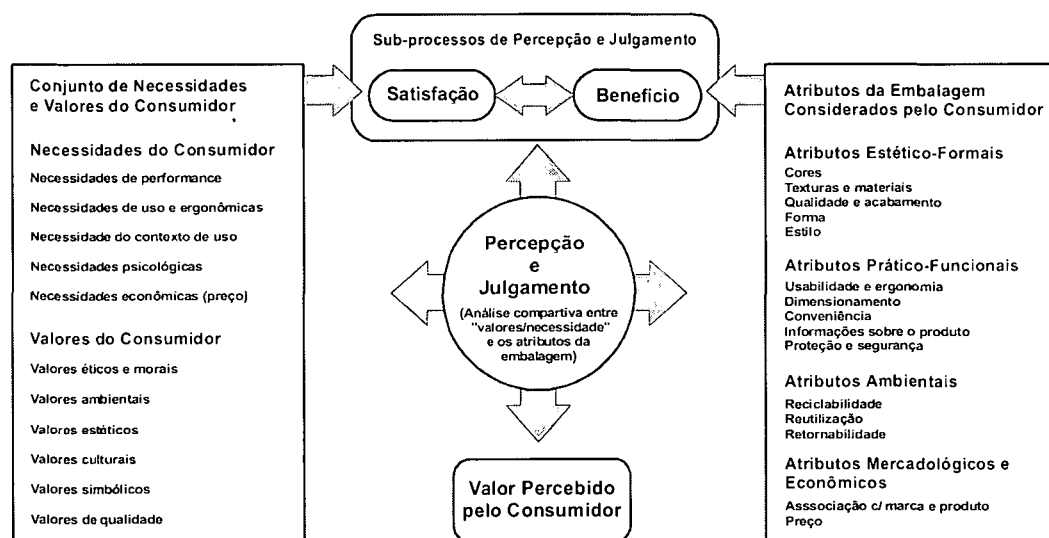 Sub-processos de Percepção e Julgamento
Satisfação
Benefício
Conjunto de Necessidades
e Valores do Consumidor
Necessidades do Consumidor
Necessidades de performance
Necessidades de uso e ergonômicas
Necessidade do contexto de uso
Necessidades psicológicas
Necessidades econômicas (preço)
Valores do Consumidor
Valores éticos e morais
Valores ambientais
Valores estéticos
Valores culturais
Valores simbólicos
Valores de qualidade
Percepção
e
Julgamento
(Análise compartiva entre
"valores/necessidade"
e os atributos da
embalagem)
Valor Percebido
pelo Consumidor
Atributos da Embalagem
Considerados pelo Consumidor
Atributos Estético-Formais
Cores
Texturas e materiais
Qualidade e acabamento
Forma
Estilo
Atributos Prático-Funcionais
Usabilidade e ergonomia
Dimensionamento
Conveniência
Informações sobre o produto
Proteção e segurança
Atributos Ambientais
Reciclabilidade
Reutilização
Retornabilidade
Atributos Mercadológicos e
Econômicos
Asssociação c/ marca e produto
Preço